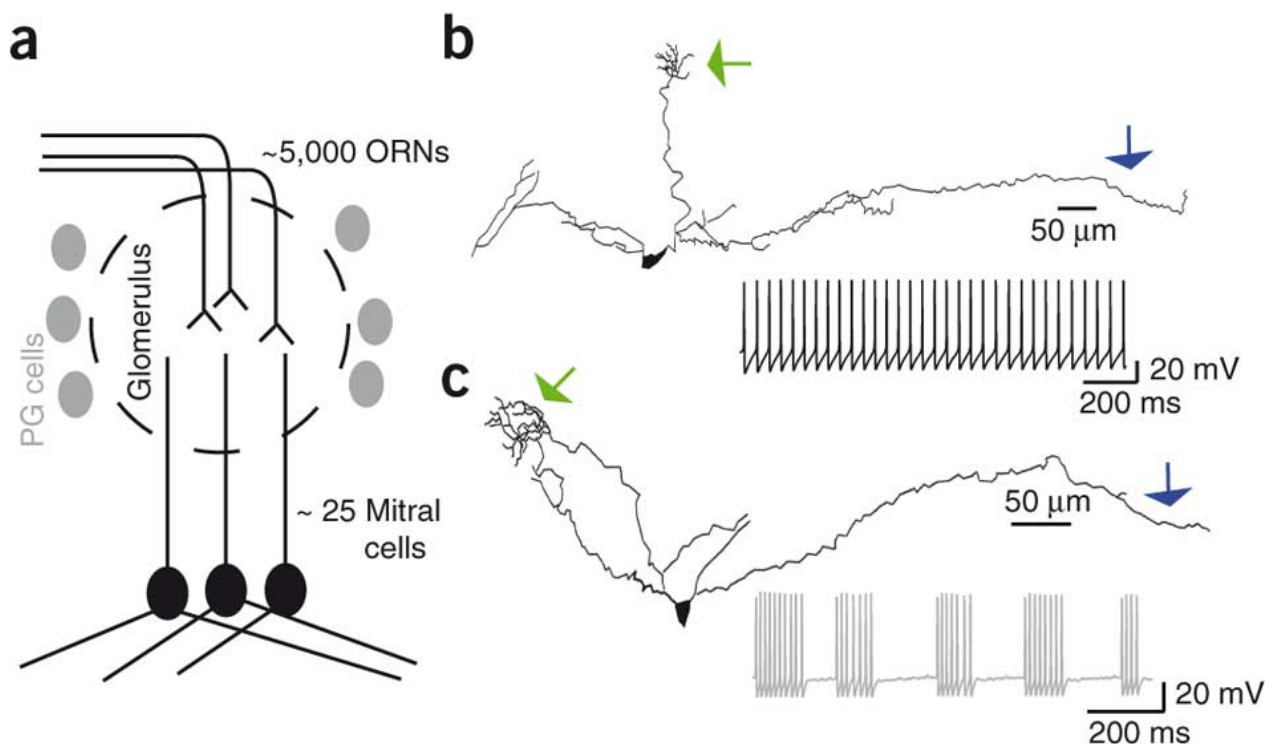 a
~5,000 ORNs
PG cells
Glomerulus
~ 25 Mitral
cells
b
50 μm
20 mV
200 ms
c
50 μm
20 mV
200 ms